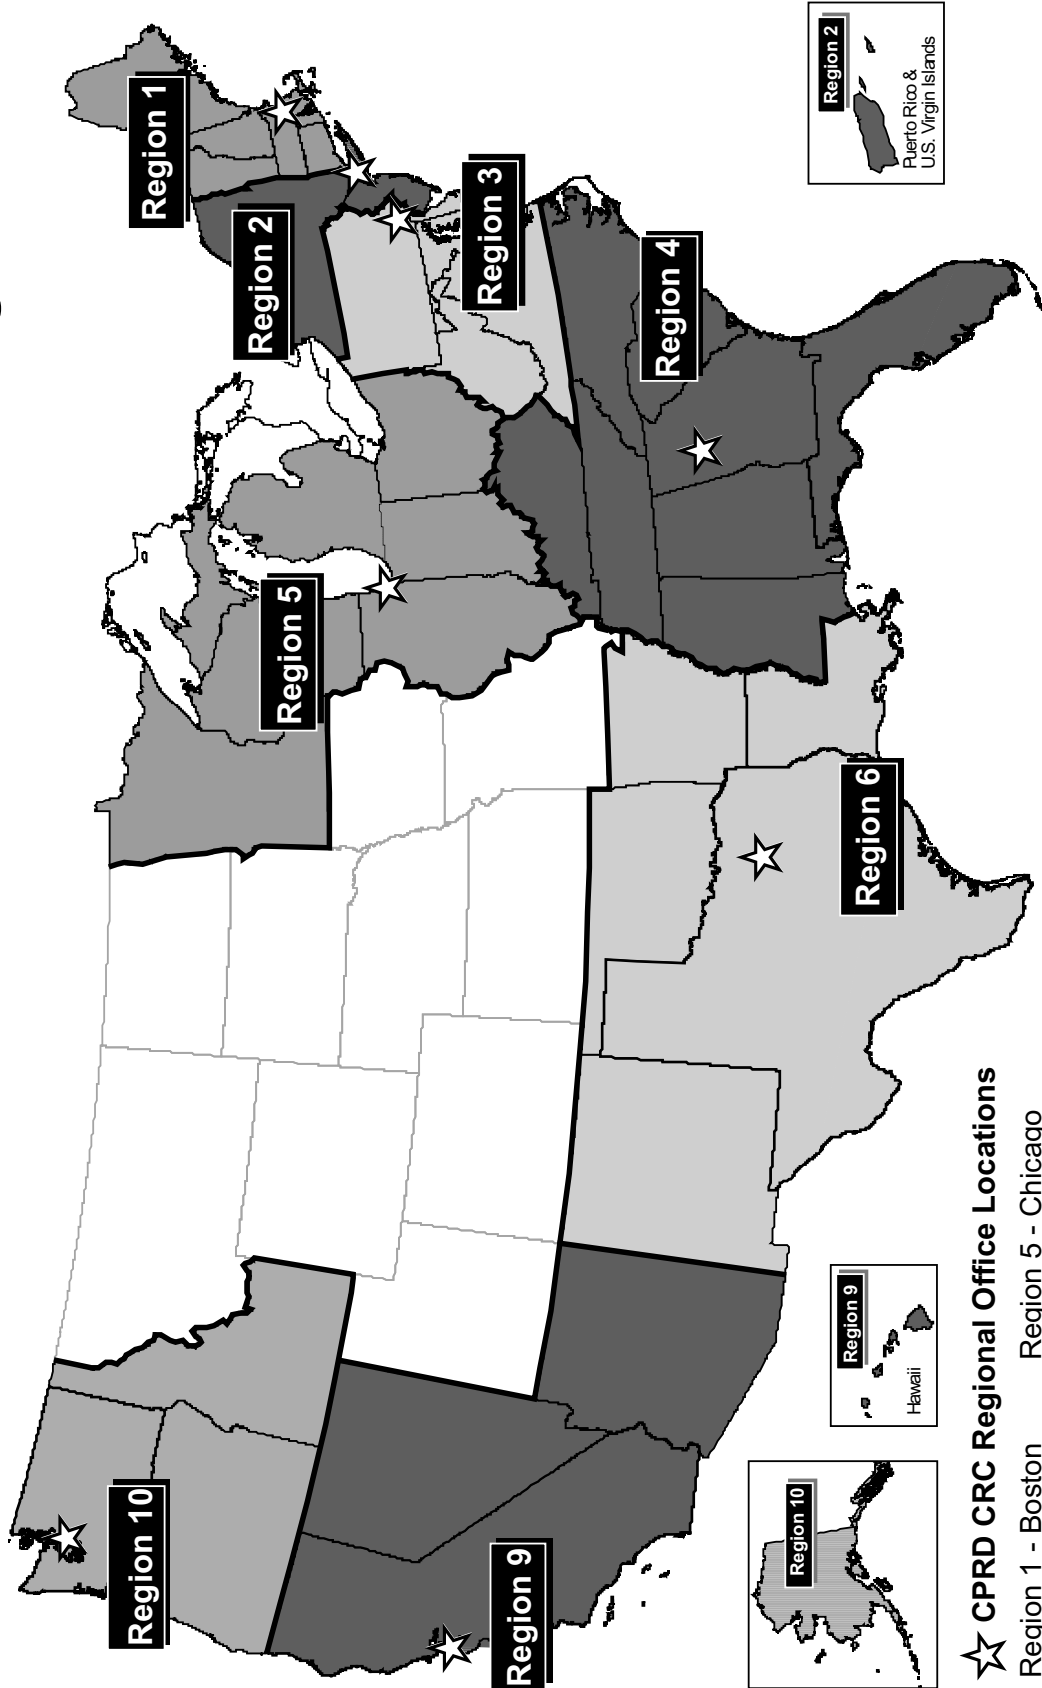 Region 1
Region 2
Region 3
Region 4
Region 5
Region 6
Region 9
Region 10
Region 10
Region 9
Hawaii
Region 2
Puerto Rico &
U.S. Virgin Islands
CPRD CRC Regional Office Locations
Region 1 - Boston
Region 5 - Chicago